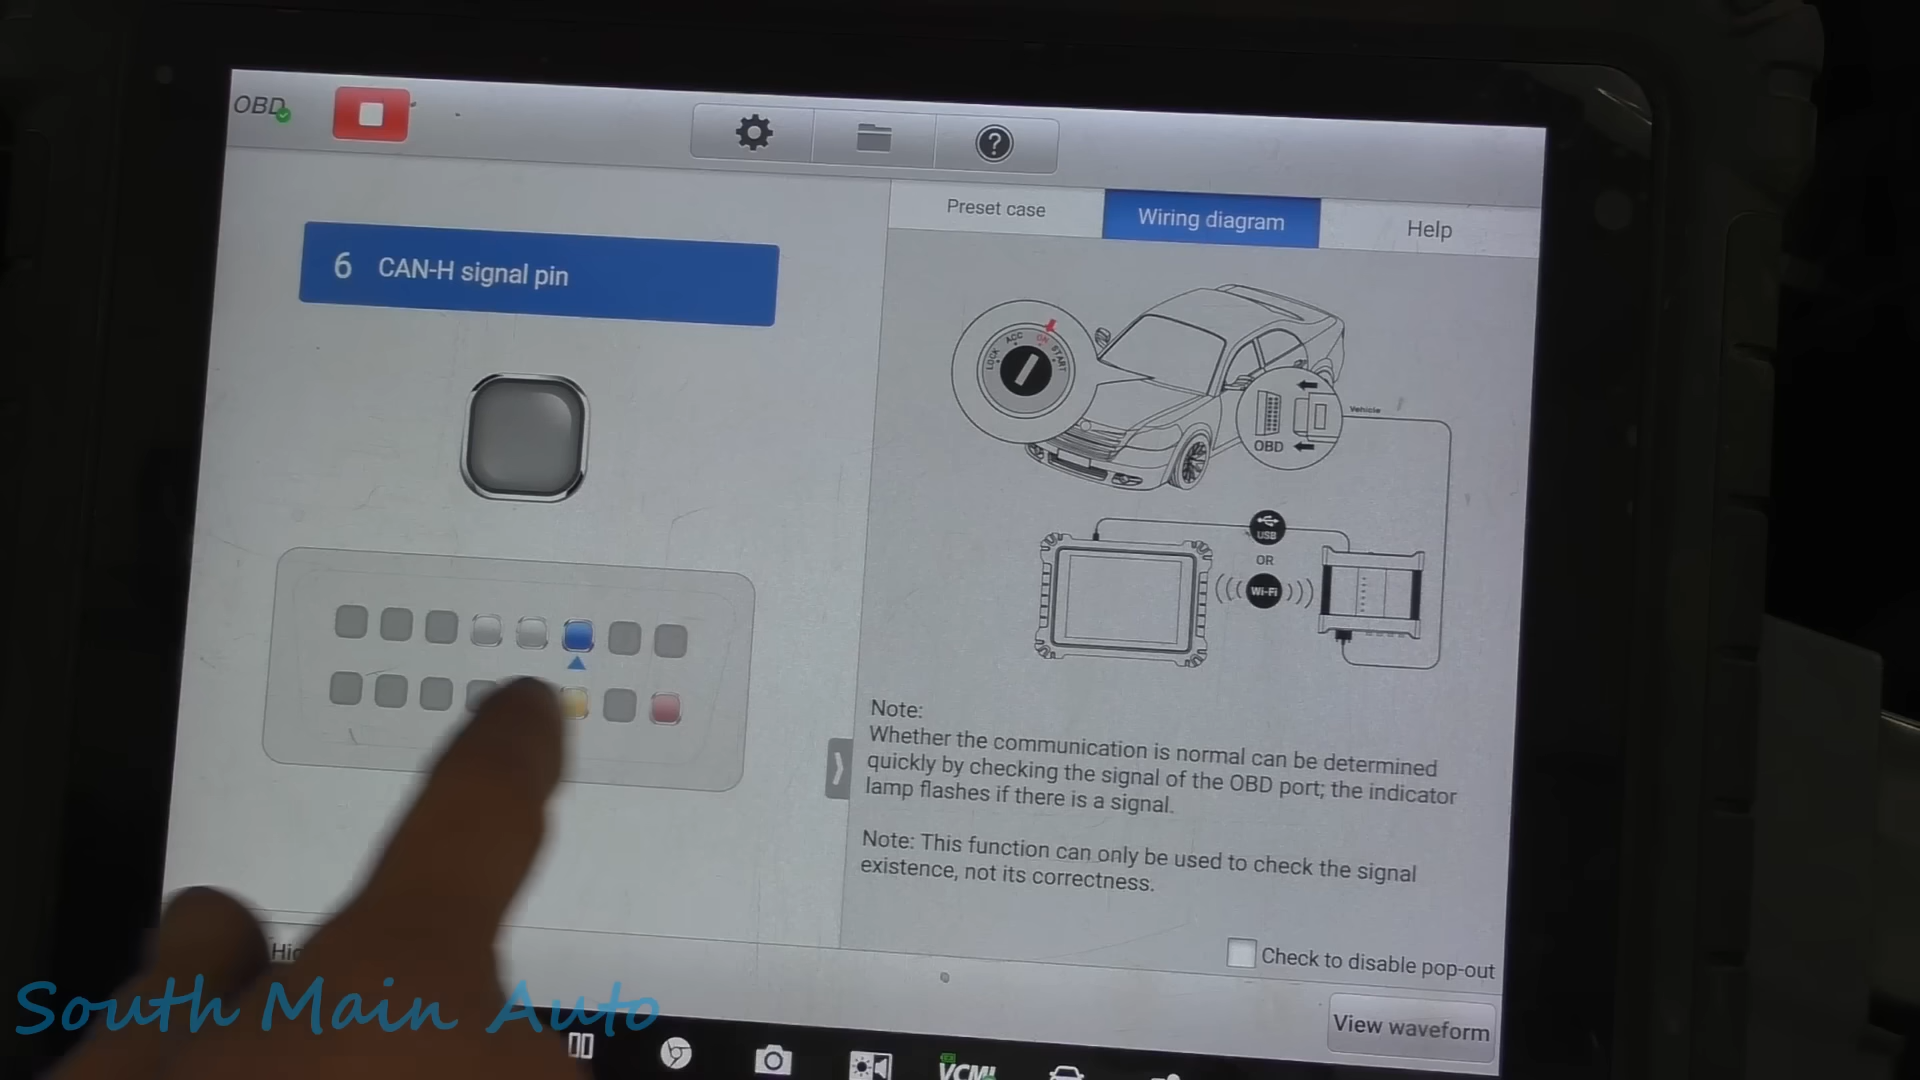 OBD
Preset case
Wiring diagram
Help
6 CAN-H signal pin
LOCK ACC ON START
Vehicle
OBD
USB
OR
Wi-Fi
Note:
Whether the communication is normal can be determined
quickly by checking the signal of the OBD port; the indicator
lamp flashes if there is a signal.
Note: This function can only be used to check the signal
existence, not its correctness.
Check to disable pop-out
View waveform
South Main Auto
VCMI